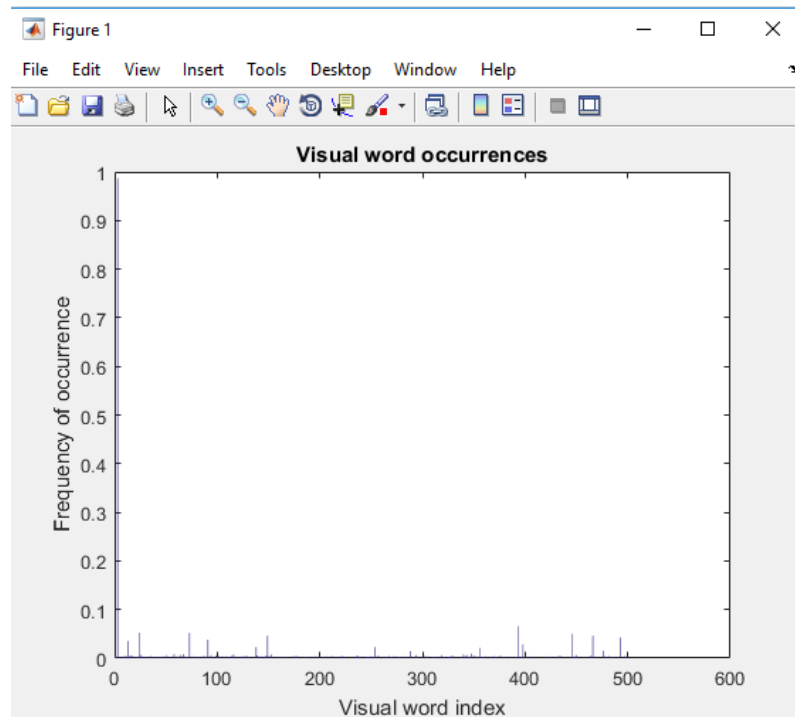 Figure 1
File Edit View Insert Tools Desktop Window Help
Visual word occurrences
1
0.9
0.8
0.7
0.6
0.5
0.4
0.3
0.2
0.1
0
Frequency of occurrence
0 100 200 300 400 500 600
Visual word index